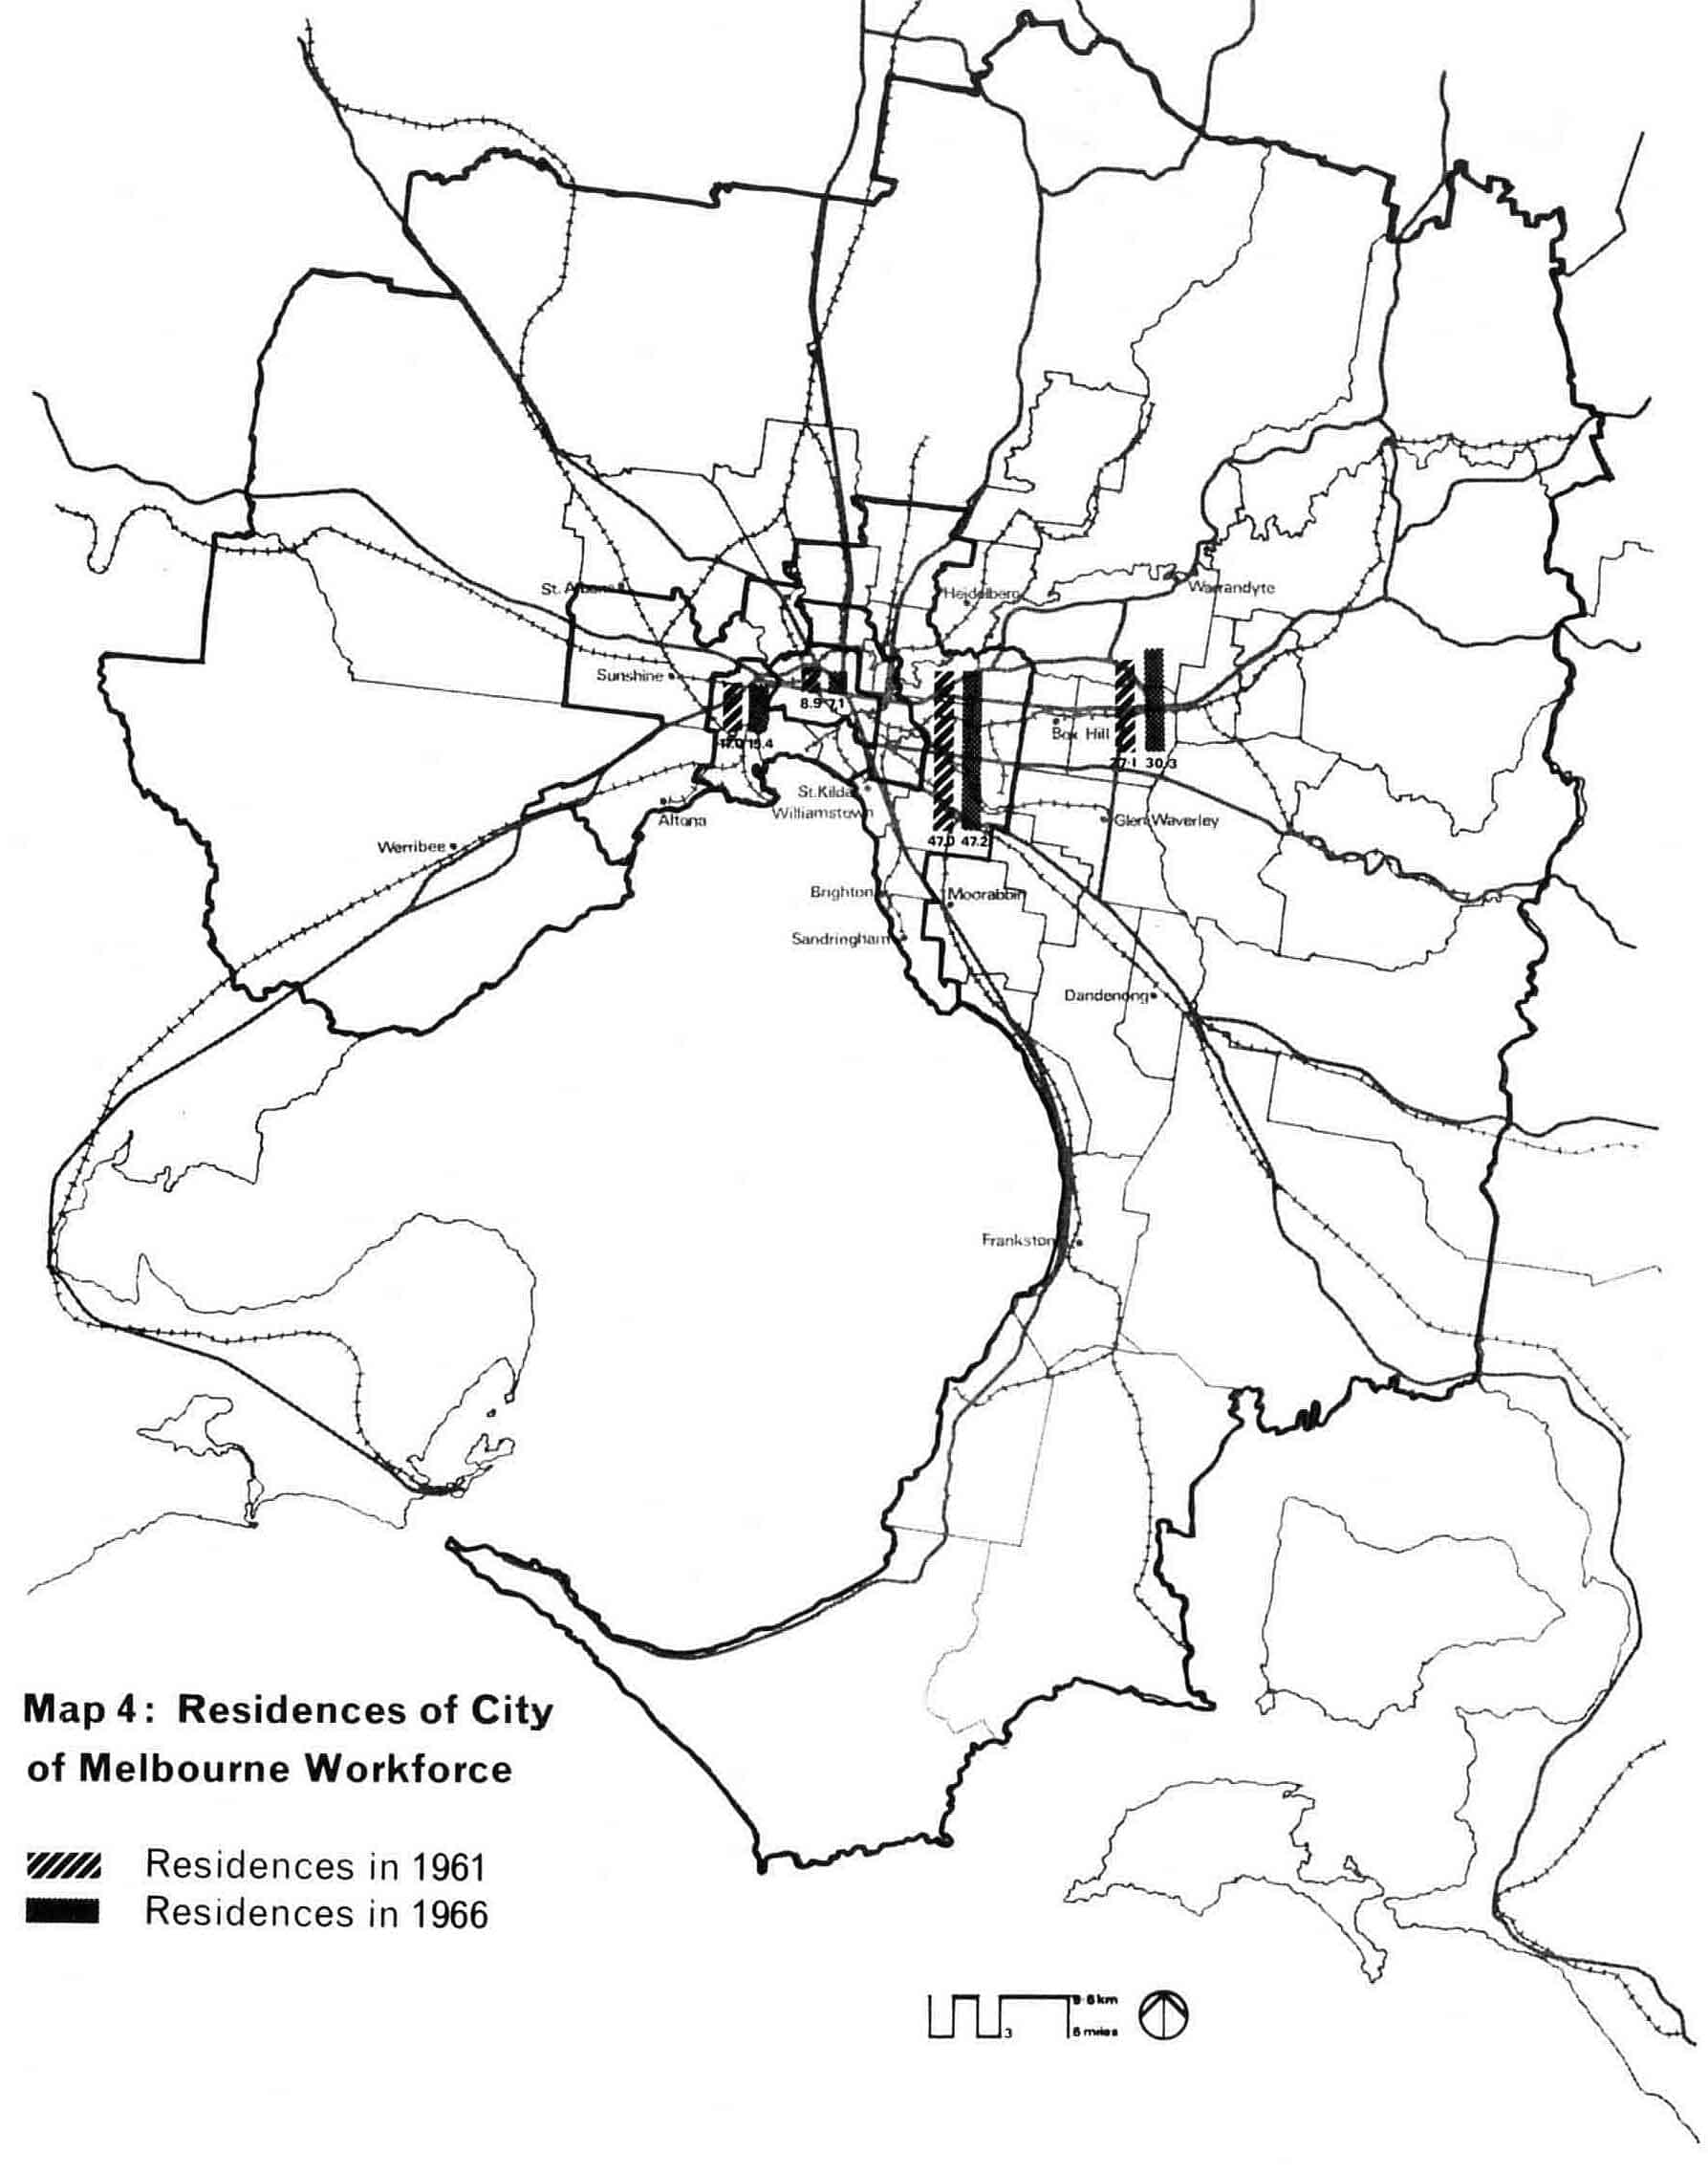 St. Albans
Heidelberg
Warrandyte
Sunshine
8.9 7.1
Box Hill
17.0 15.4
27.1 30.3
St. Kilda
Williamstown
Altona
Glen Waverley
47.0 47.2
Werribee
Brighton
Moorabbin
Sandringham
Dandenong
Frankston
Map 4: Residences of City
of Melbourne Workforce
Residences in 1961
Residences in 1966
9.6 km
3
6 miles